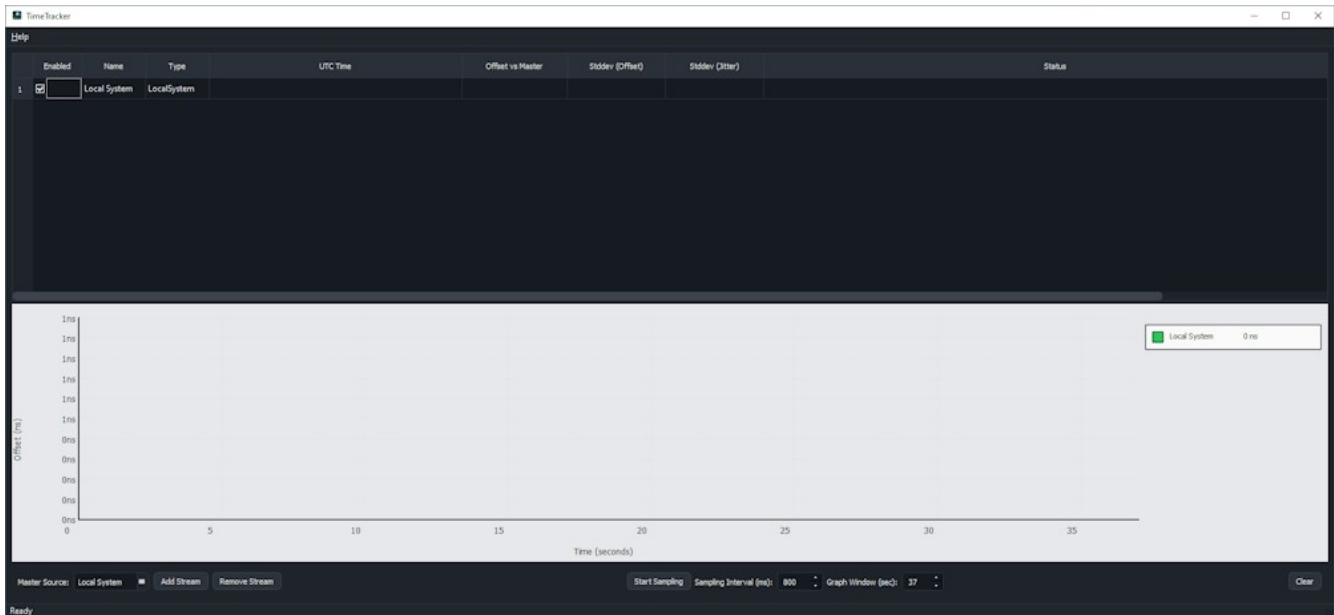 TimeTracker
Help
Enabled Name Type UTC Time Offset vs Master Stddev (Offset) Stddev (Jitter) Status
1 Local System LocalSystem
1ns
1ns
1ns
1ns
1ns
1ns
0ns
0ns
0ns
0ns
0ns
Offset (ns)
0 5 10 15 20 25 30 35
Time (seconds)
Local System 0 ns
Master Source: Local System Add Stream Remove Stream Start Sampling Sampling Interval (ms): 800 Graph Window (sec): 37 Clear
Ready